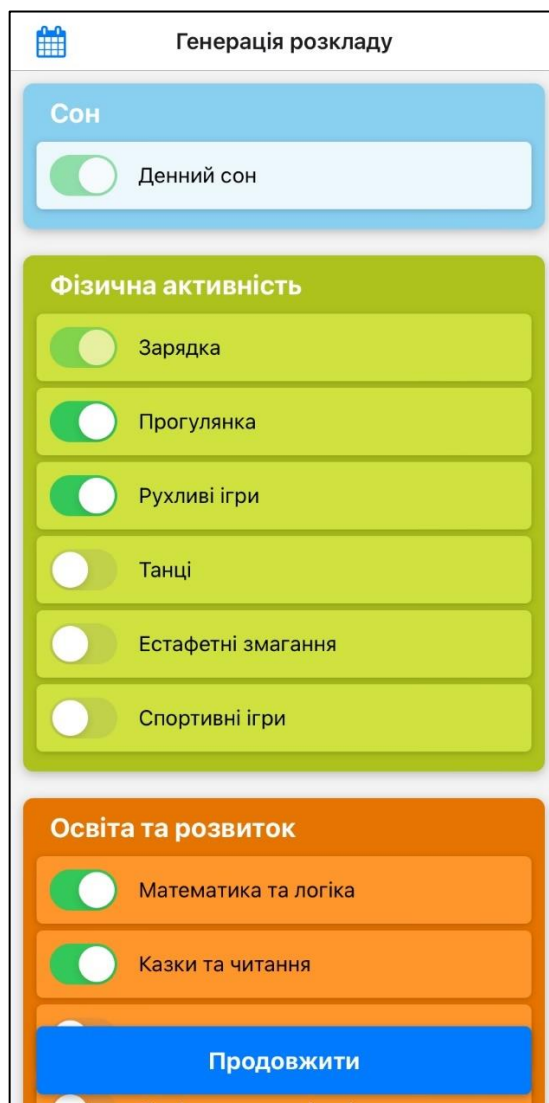 Генерація розкладу
Сон
Денний сон
Фізична активність
Зарядка
Прогулянка
Рухливі ігри
Танці
Естафетні змагання
Спортивні ігри
Освіта та розвиток
Математика та логіка
Казки та читання
Продовжити